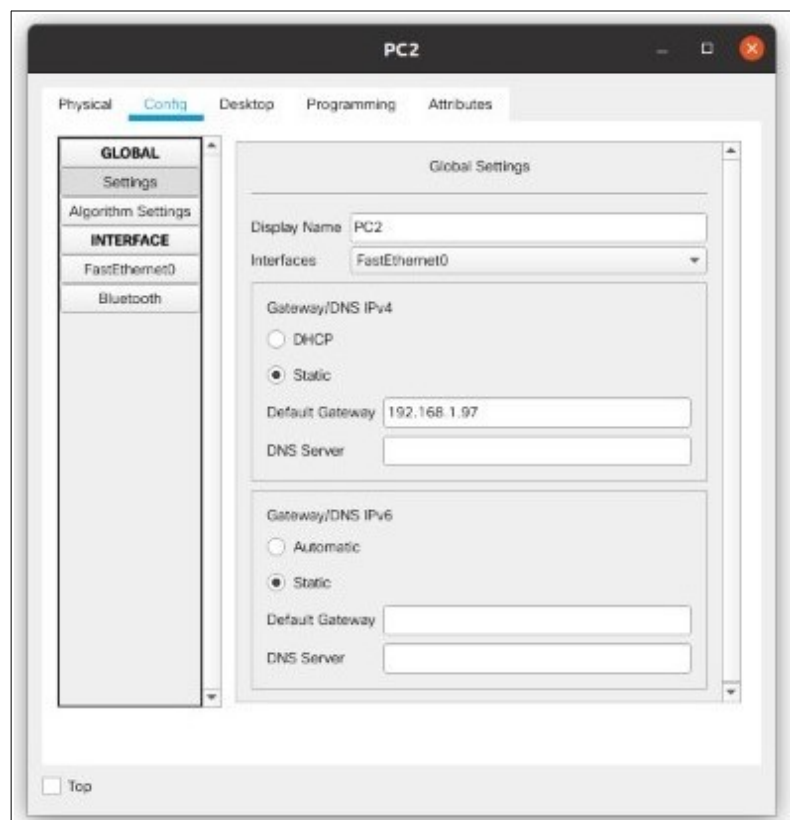 PC2
Physical Config Desktop Programming Attributes
GLOBAL
Settings
Algorithm Settings
INTERFACE
FastEthernet0
Bluetooth
Global Settings
Display Name PC2
Interfaces FastEthernet0
Gateway/DNS IPv4
DHCP
Static
Default Gateway 192.168.1.97
DNS Server
Gateway/DNS IPv6
Automatic
Static
Default Gateway
DNS Server
Top